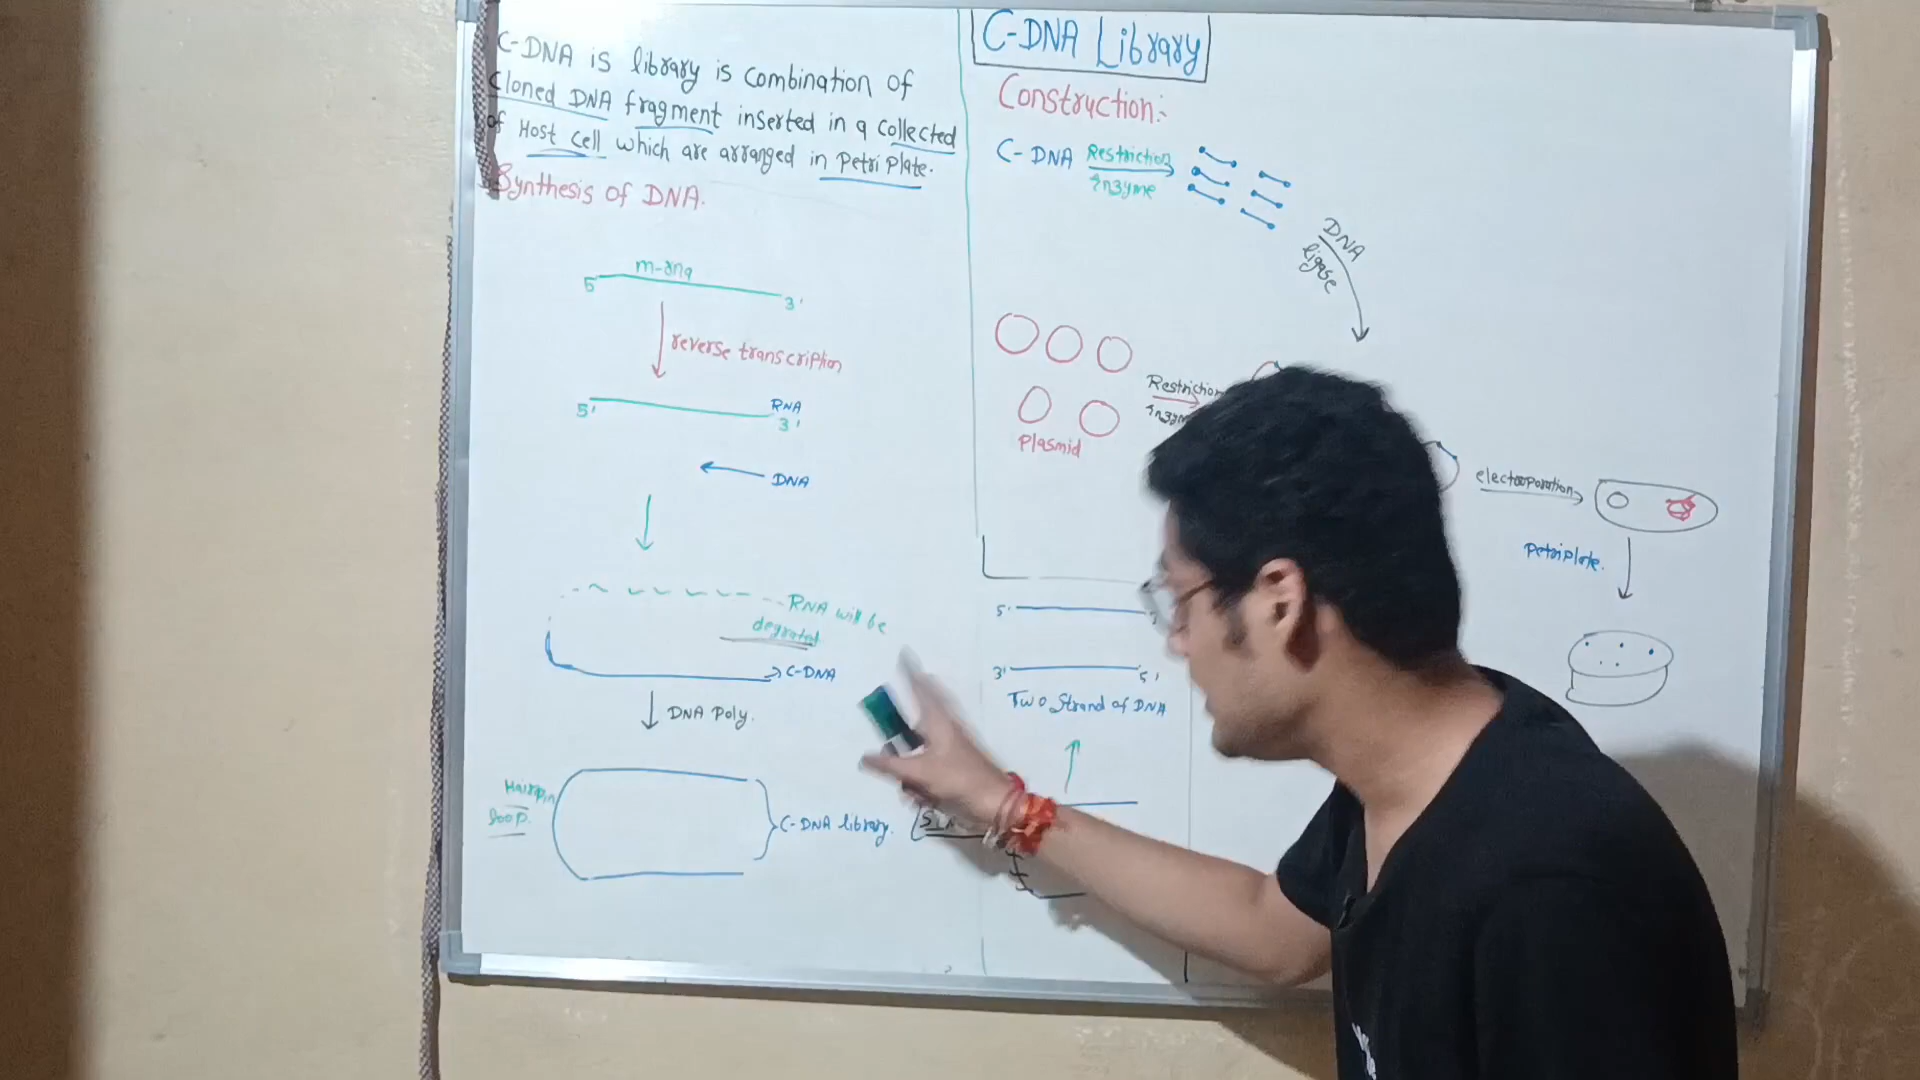 C-DNA is library is combination of
Cloned DNA fragment inserted in a collected
of Host cell which are arranged in Petri Plate.
Synthesis of DNA.
m-rna
5' 3'
reverse transcription
5' RNA
3'
DNA
RNA will be
degrated
C-DNA
DNA Poly.
Hairpin
loop.
C-DNA library.
C-DNA Library
Construction:-
C-DNA Restriction
Enzyme
DNA
ligase
Plasmid
Restriction
electroporation
Petriplate.
5'
3' 5'
Two Strand of DNA